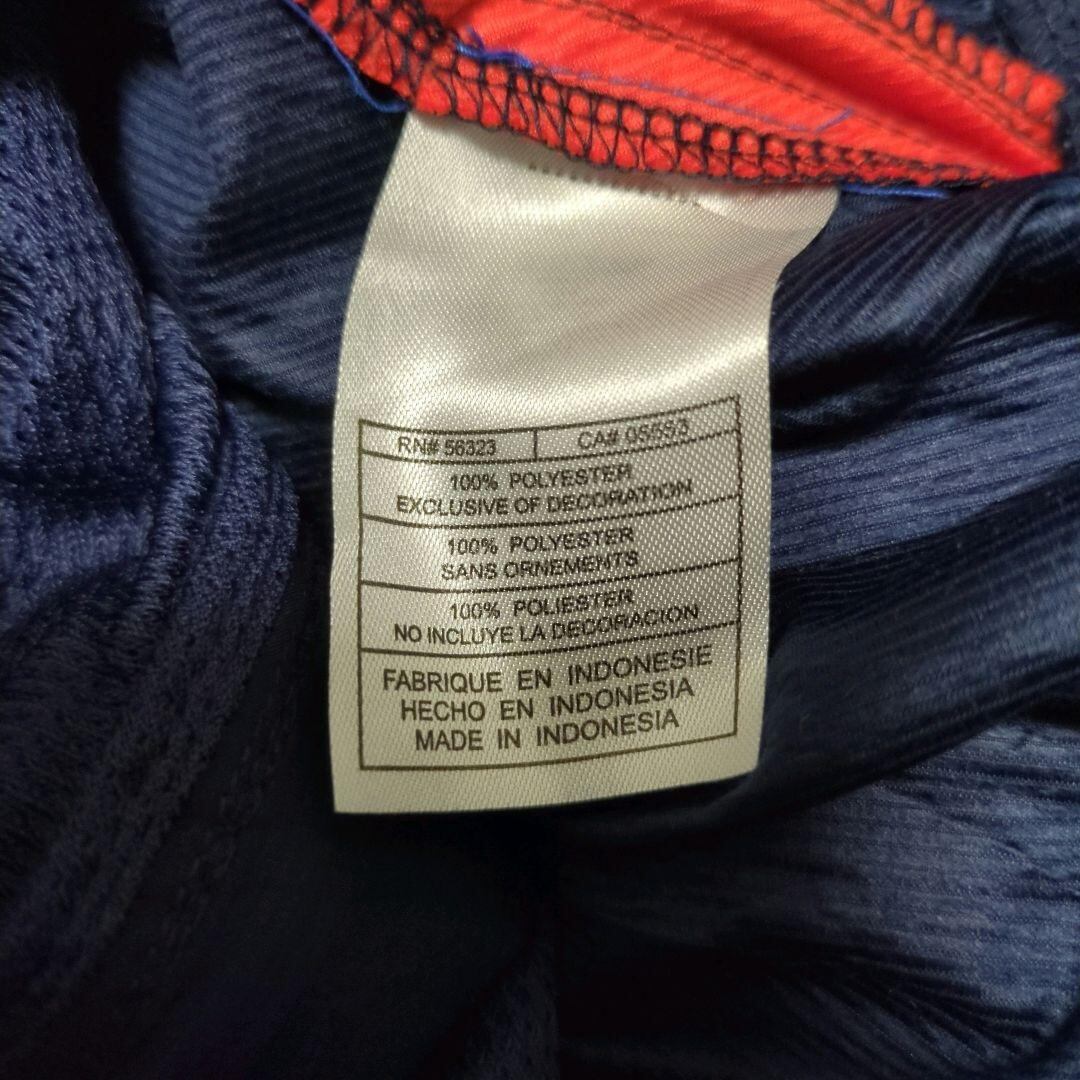 RN# 56323 CA# 05553
100% POLYESTER
EXCLUSIVE OF DECORATION
100% POLYESTER
SANS ORNEMENTS
100% POLIESTER
NO INCLUYE LA DECORACION
FABRIQUE EN INDONESIE
HECHO EN INDONESIA
MADE IN INDONESIA